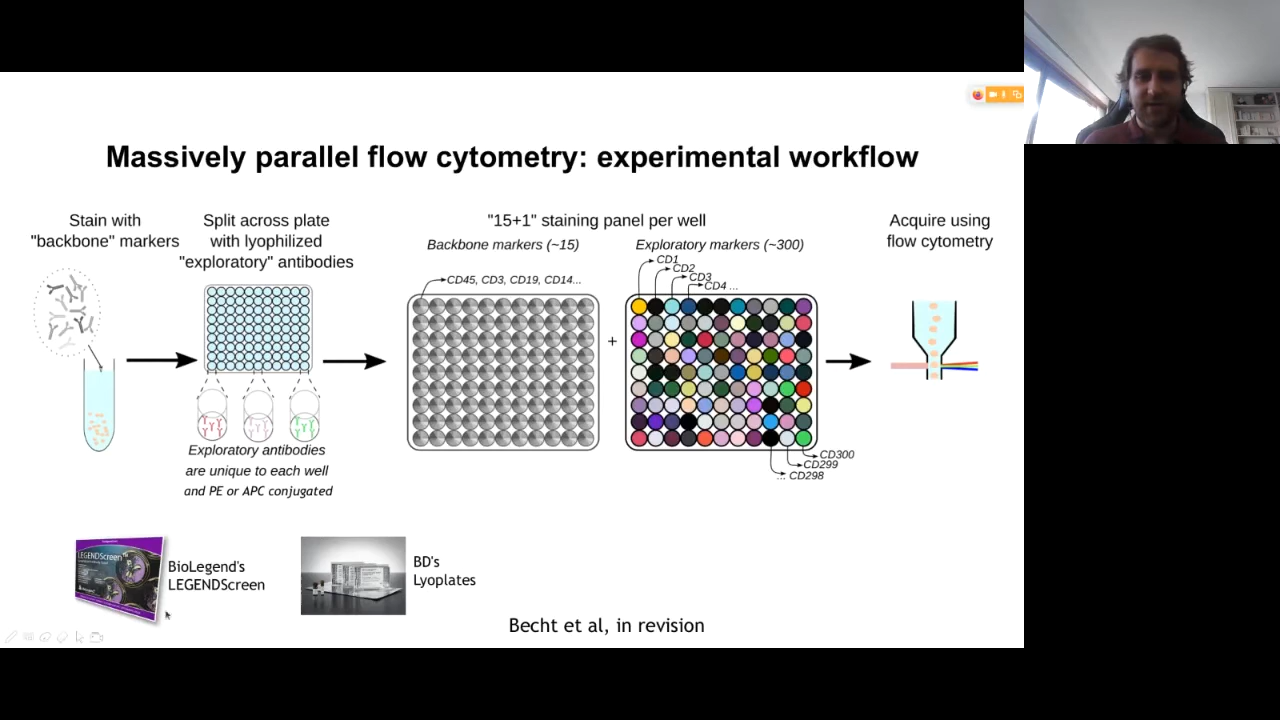 Massively parallel flow cytometry: experimental workflow
Stain with
"backbone" markers
Split across plate
with lyophilized
"exploratory" antibodies
"15+1" staining panel per well
Backbone markers (~15)
Exploratory markers (~300)
Acquire using
flow cytometry
CD45, CD3, CD19, CD14...
CD1
CD2
CD3
CD4 ...
+
Exploratory antibodies
are unique to each well
and PE or APC conjugated
CD300
CD299
... CD298
LEGENDScreen
BioLegend's
LEGENDScreen
BD's
Lyoplates
Becht et al, in revision